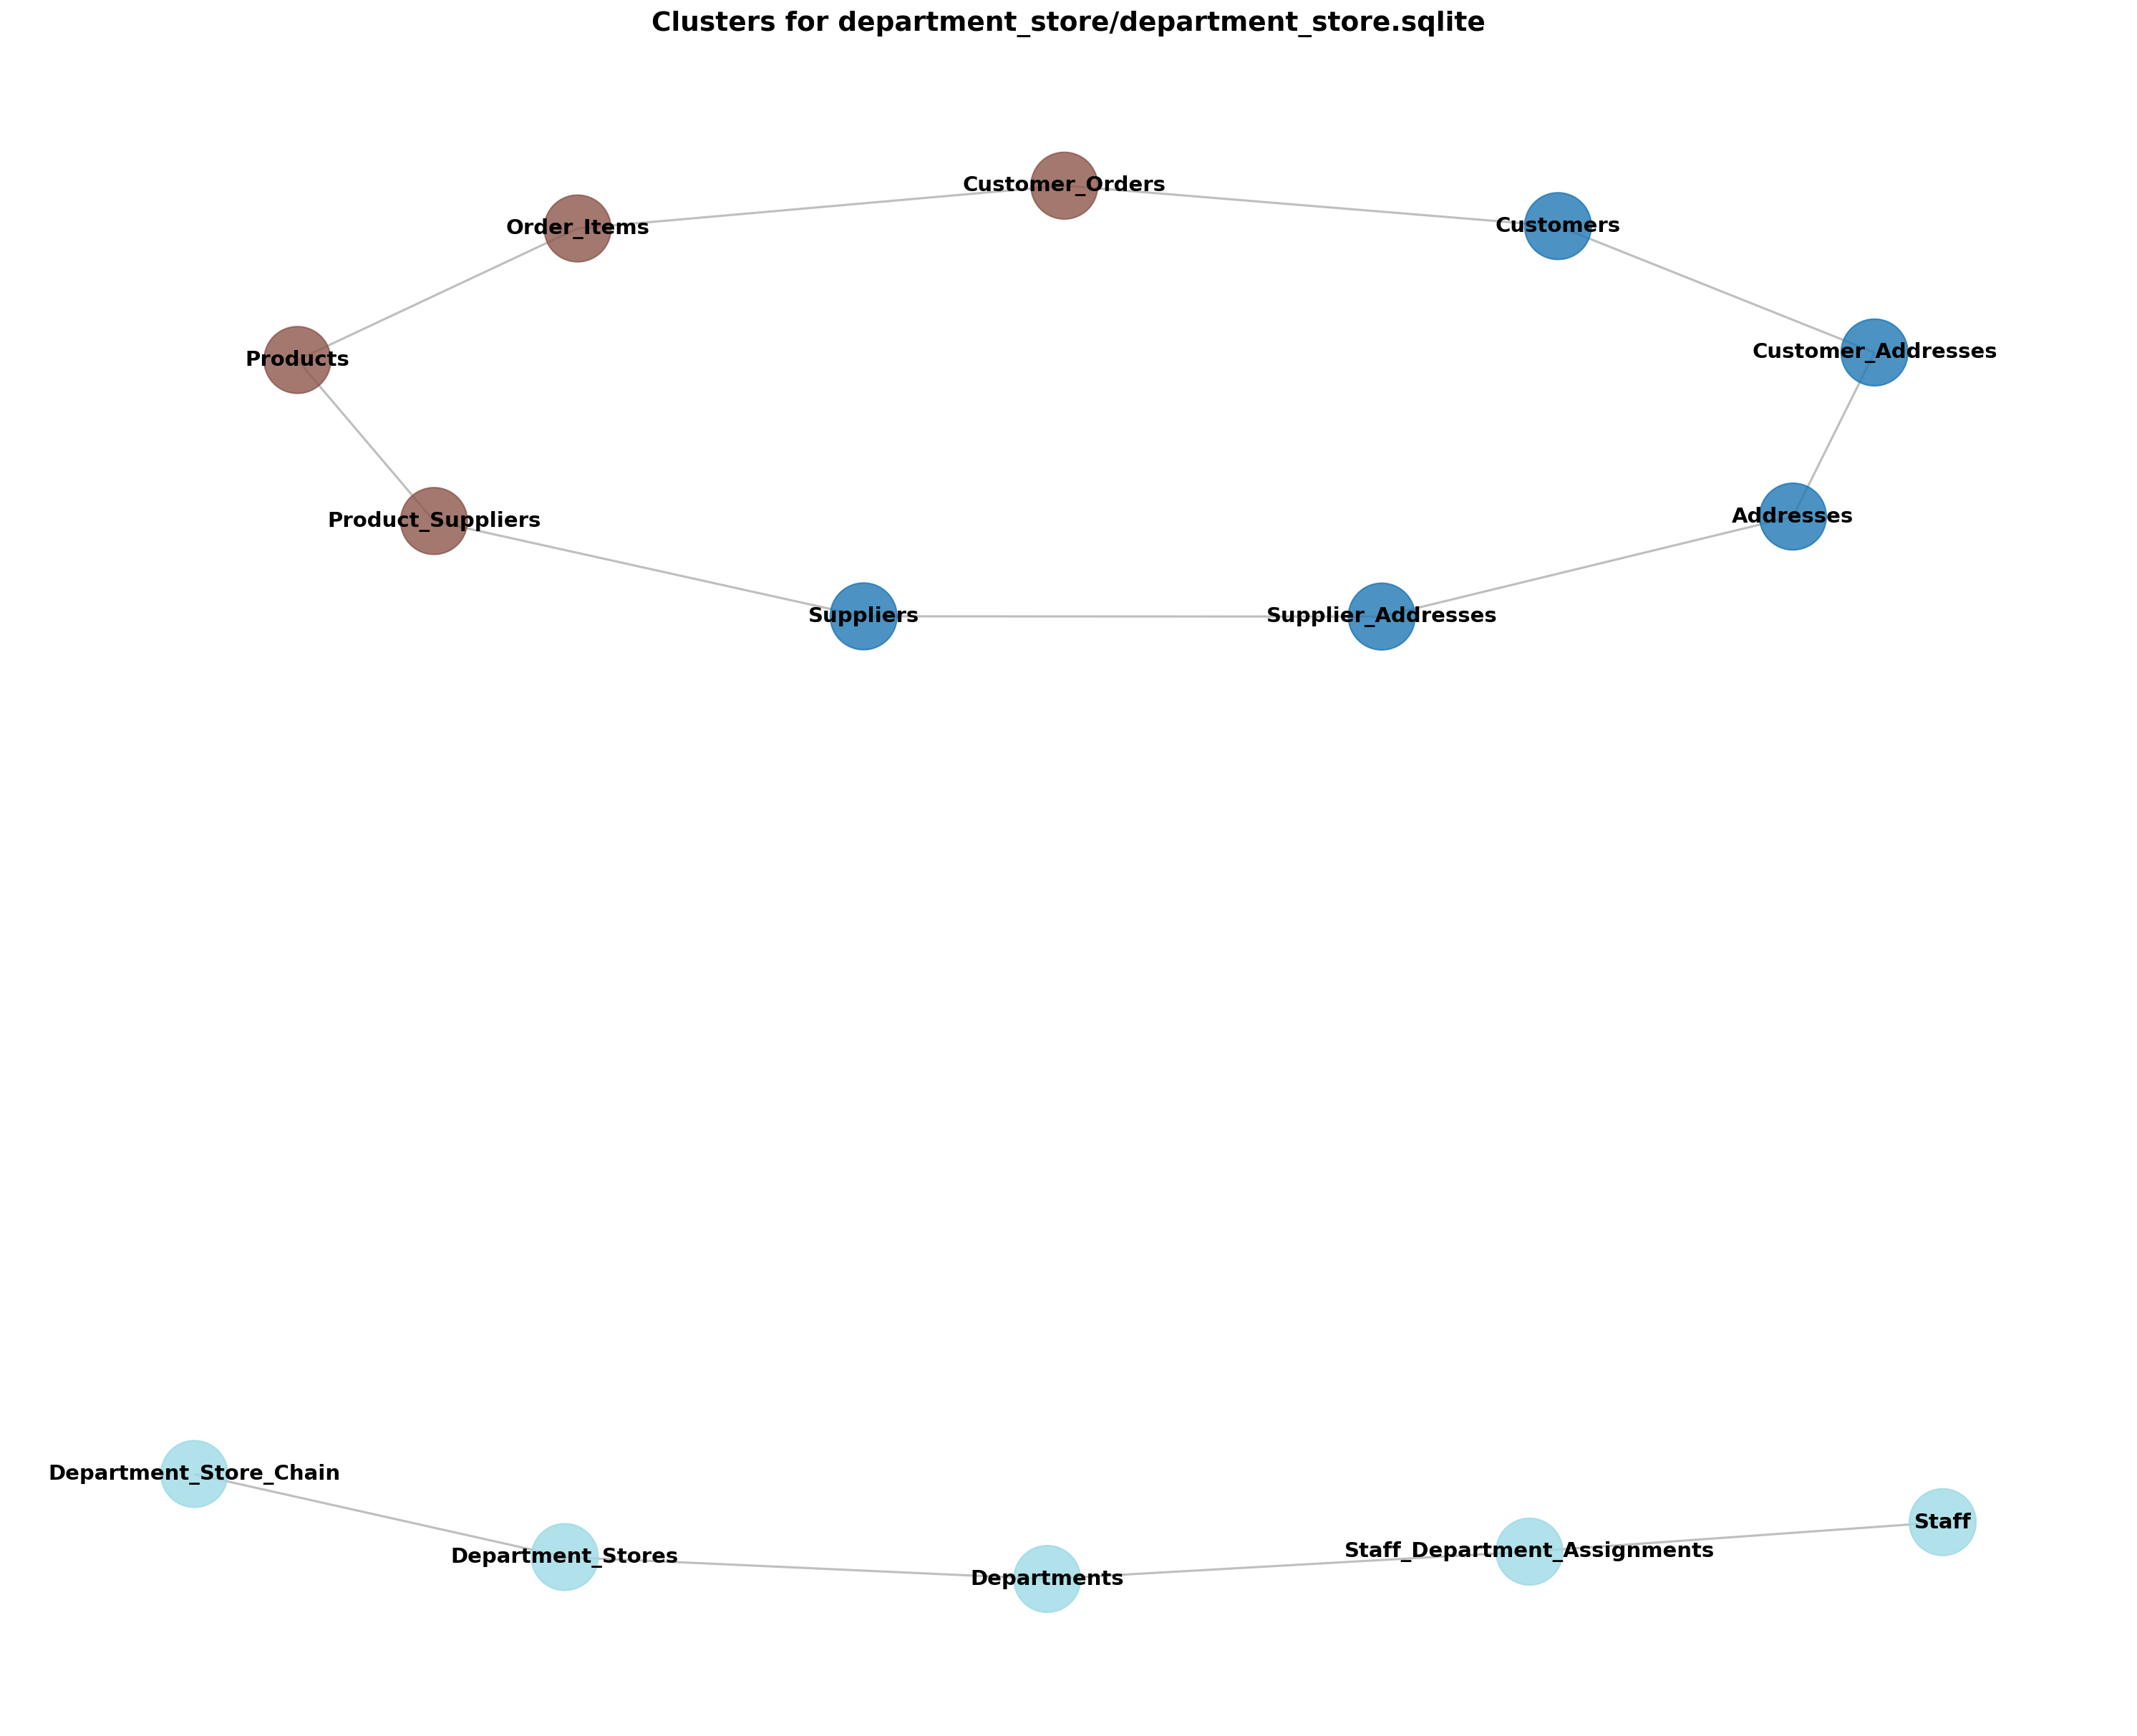 Clusters for department_store/department_store.sqlite
Customer_Orders
Order_Items
Customers
Products
Customer_Addresses
Product_Suppliers
Addresses
Suppliers
Supplier_Addresses
Department_Store_Chain
Department_Stores
Departments
Staff_Department_Assignments
Staff